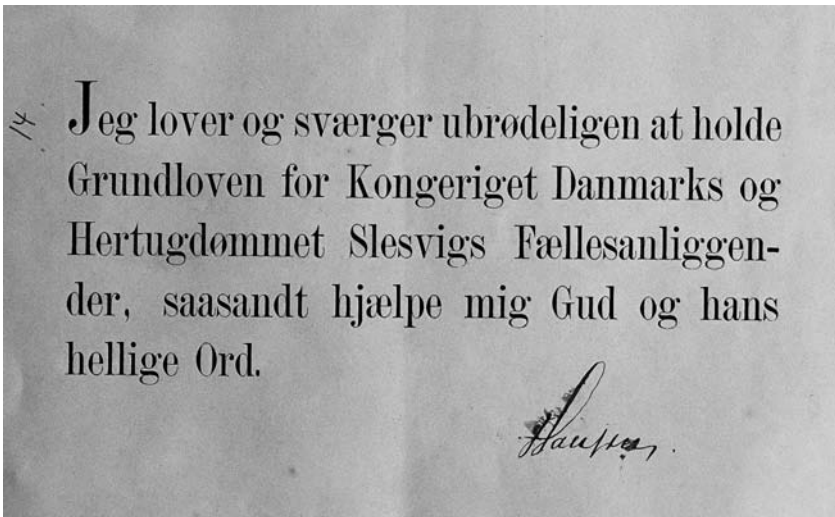 14.
Jeg lover og sværger ubrødeligen at holde
Grundloven for Kongeriget Danmarks og
Hertugdømmet Slesvigs Fællesanliggen-
der, saasandt hjælpe mig Gud og hans
hellige Ord.